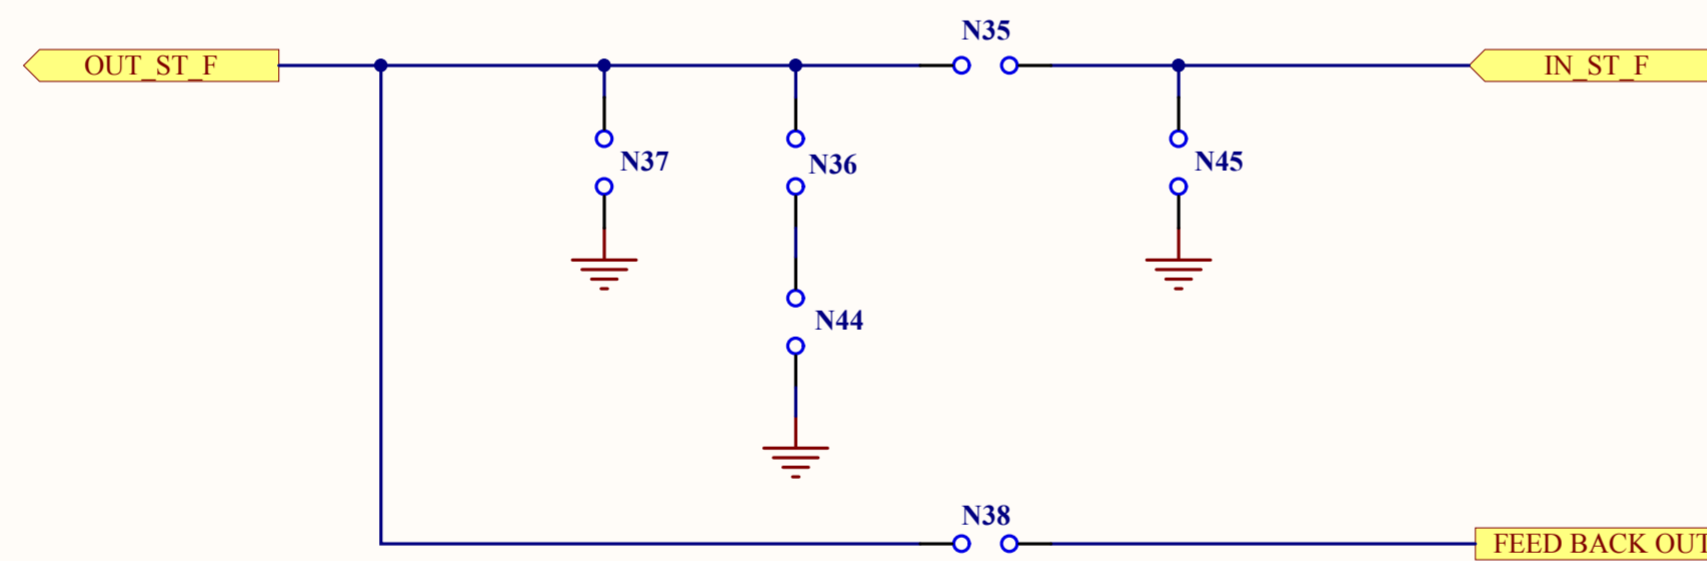 N35
OUT_ST_F
IN_ST_F
N37
N36
N45
N44
N38
FEED BACK OUT